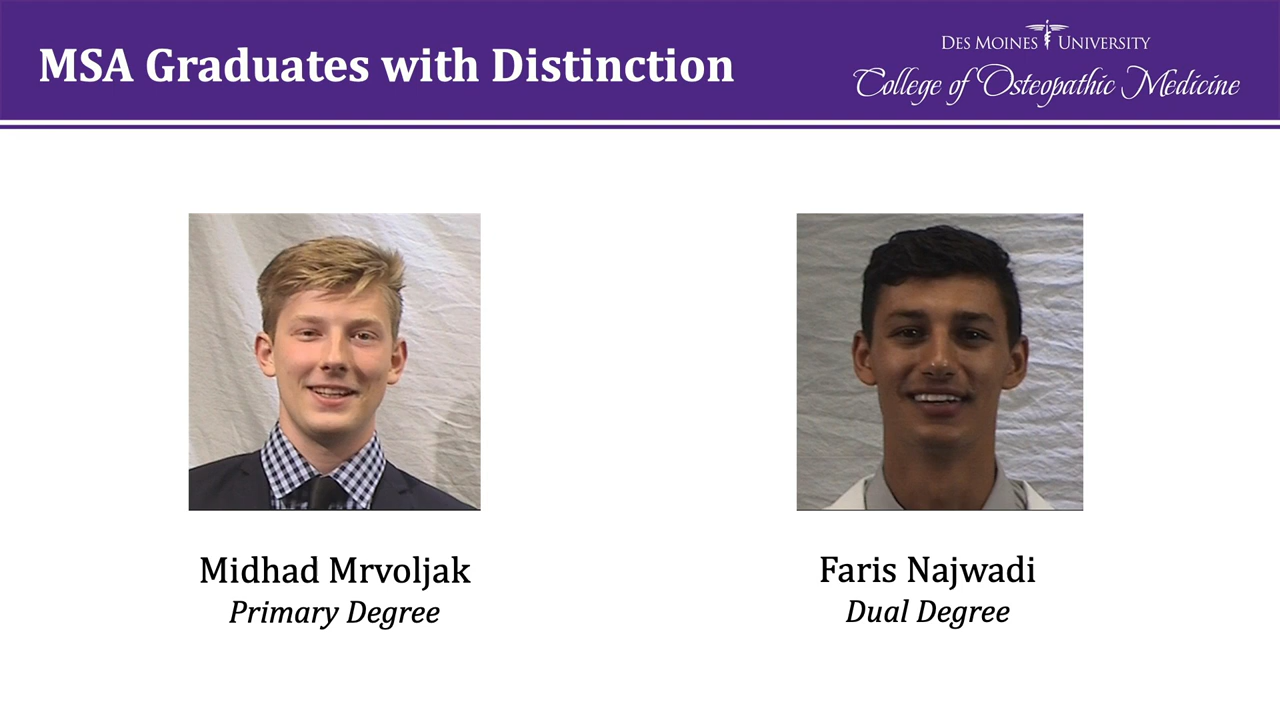 MSA Graduates with Distinction
DES MOINES UNIVERSITY
College of Osteopathic Medicine
Midhad Mrvoljak
Primary Degree
Faris Najwadi
Dual Degree